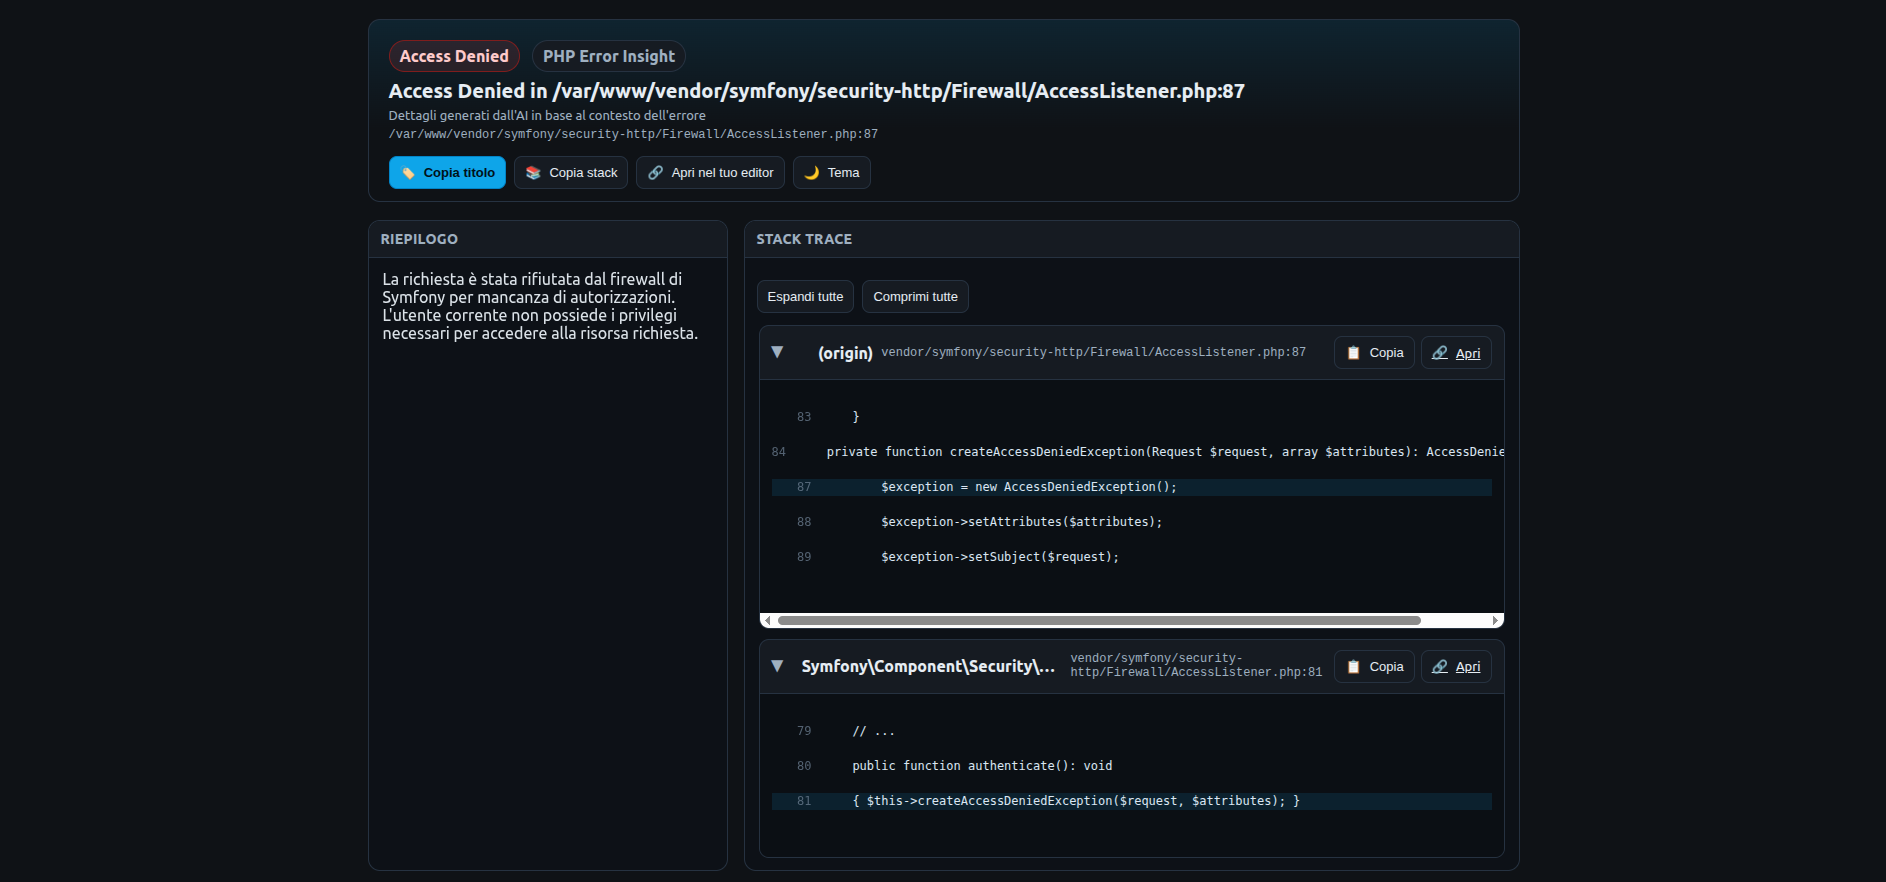 Access Denied PHP Error Insight
Access Denied in /var/www/vendor/symfony/security-http/Firewall/AccessListener.php:87
Dettagli generati dall'AI in base al contesto dell'errore
/var/www/vendor/symfony/security-http/Firewall/AccessListener.php:87
Copia titolo Copia stack Apri nel tuo editor Tema
RIEPILOGO
La richiesta è stata rifiutata dal firewall di
Symfony per mancanza di autorizzazioni.
L'utente corrente non possiede i privilegi
necessari per accedere alla risorsa richiesta.
STACK TRACE
Espandi tutte Comprimi tutte
▼ (origin) vendor/symfony/security-http/Firewall/AccessListener.php:87 Copia Apri
83 }
84 private function createAccessDeniedException(Request $request, array $attributes): AccessDenie
87 $exception = new AccessDeniedException();
88 $exception->setAttributes($attributes);
89 $exception->setSubject($request);
▼ Symfony\Component\Security\... vendor/symfony/security-
http/Firewall/AccessListener.php:81 Copia Apri
79 // ...
80 public function authenticate(): void
81 { $this->createAccessDeniedException($request, $attributes); }